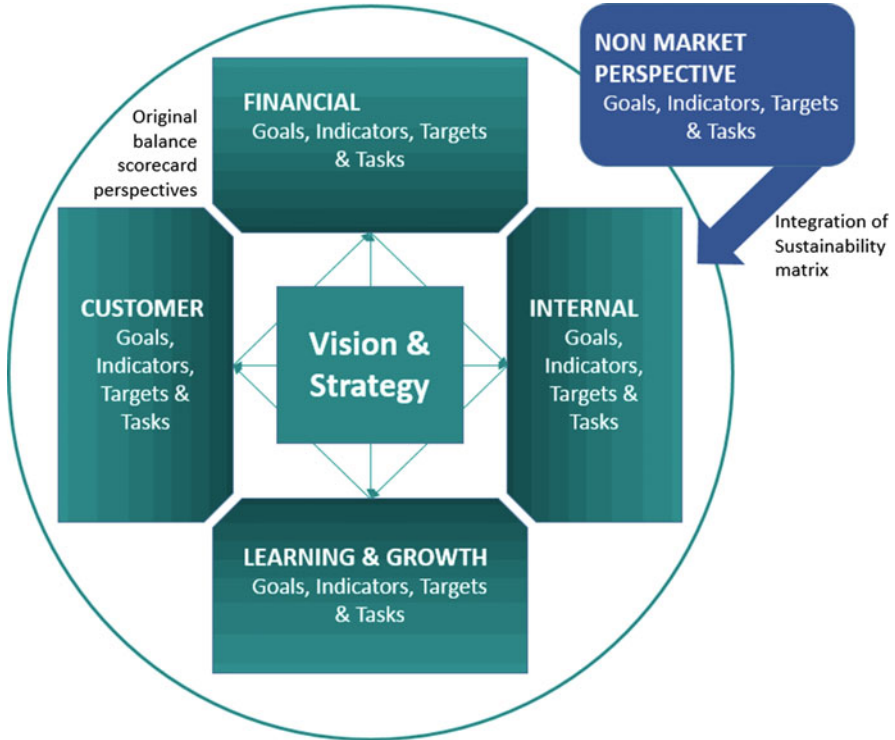 NON MARKET
PERSPECTIVE
Goals, Indicators, Targets
& Tasks
FINANCIAL
Goals, Indicators, Targets
& Tasks
Original
balance
scorecard
perspectives
Integration of
Sustainability
matrix
CUSTOMER
Goals,
Indicators,
Targets &
Tasks
Vision &
Strategy
INTERNAL
Goals,
Indicators,
Targets &
Tasks
LEARNING & GROWTH
Goals, Indicators, Targets
& Tasks